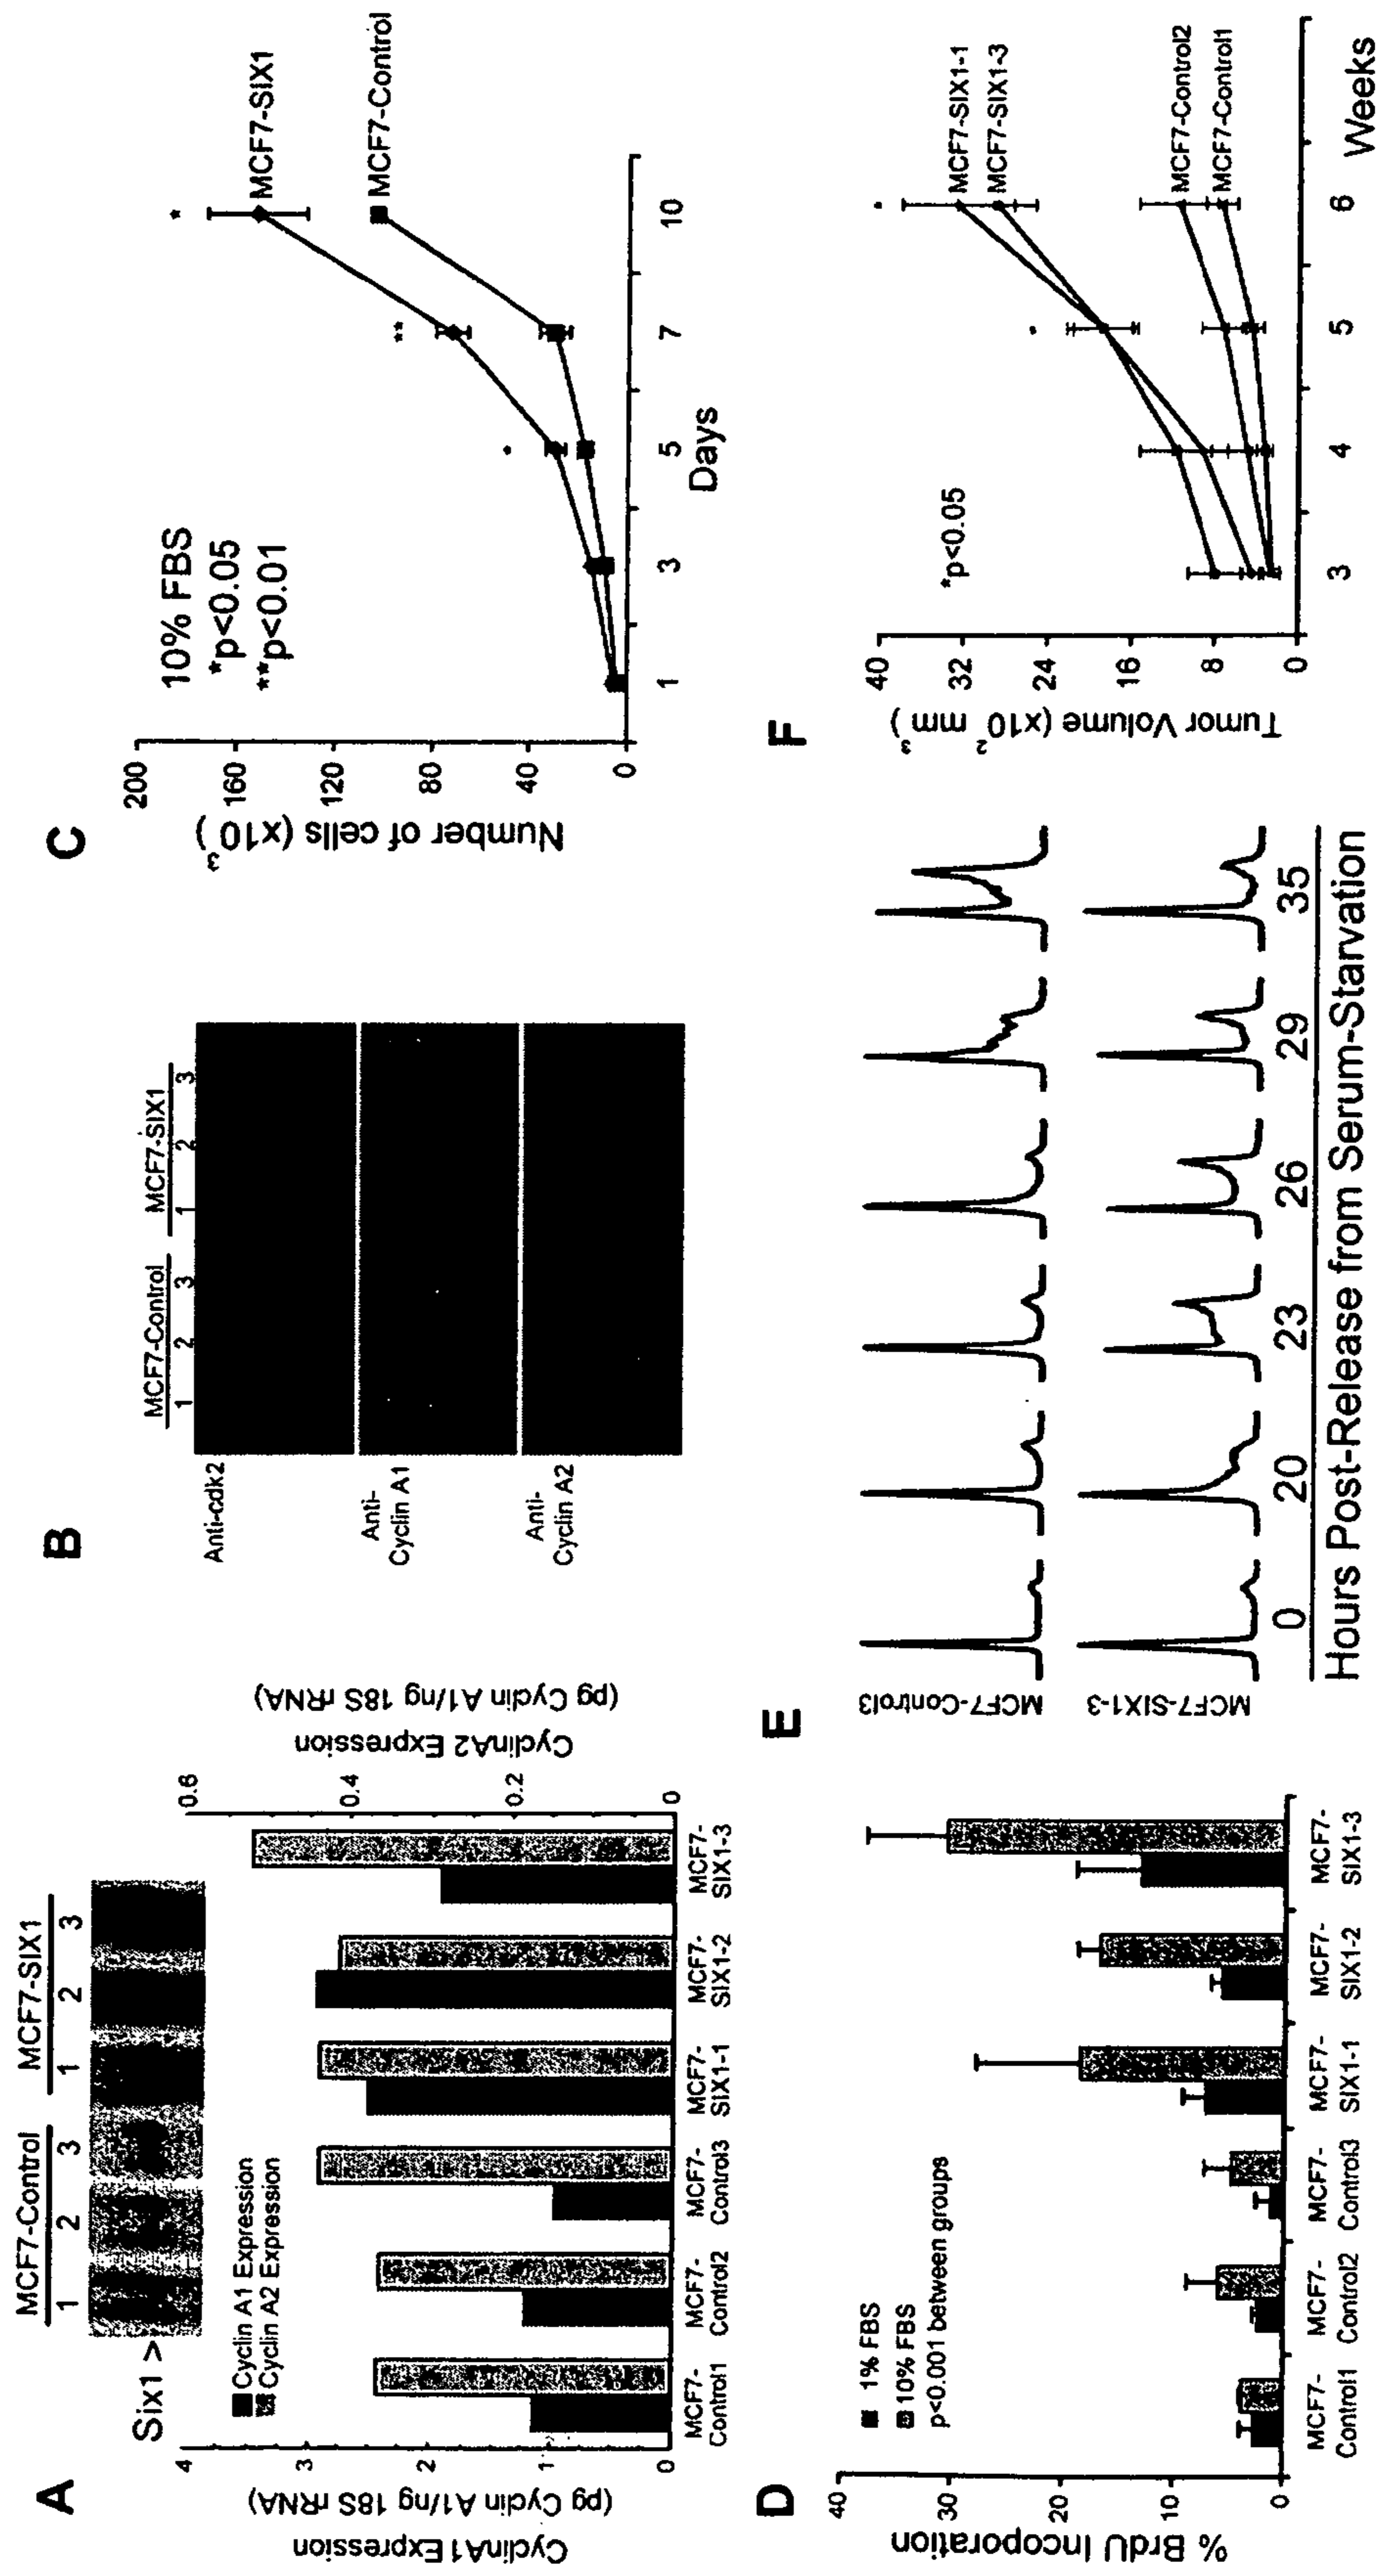 A
MCF7-Control MCF7-SIX1
1 2 3 1 2 3
Six1 >
Cyclin A1 Expression
Cyclin A2 Expression
CyclinA1 Expression
(pg Cyclin A1/ng 18S rRNA)
4
3
2
1
0
CyclinA2 Expression
(pg Cyclin A1/ng 18S rRNA)
0.6
0.4
0.2
0
MCF7-
Control1
MCF7-
Control2
MCF7-
Control3
MCF7-
SIX1-1
MCF7-
SIX1-2
MCF7-
SIX1-3
B
MCF7-Control MCF7-SIX1
1 2 3 1 2 3
Anti-cdk2
Anti-
Cyclin A1
Anti-
Cyclin A2
C
10% FBS
*p<0.05
**p<0.01
Number of cells (x10³)
200
160
120
80
40
0
*
**
*
MCF7-SIX1
MCF7-Control
1 3 5 7 10
Days
D
% BrdU Incoporation
40
30
20
10
0
1% FBS
10% FBS
p<0.001 between groups
MCF7-
Control1
MCF7-
Control2
MCF7-
Control3
MCF7-
SIX1-1
MCF7-
SIX1-2
MCF7-
SIX1-3
E
MCF7-Control3
MCF7-SIX1-3
0 20 23 26 29 35
Hours Post-Release from Serum-Starvation
F
Tumor Volume (x10² mm³)
40
32
24
16
8
0
*p<0.05
MCF7-SIX1-1
MCF7-SIX1-3
MCF7-Control2
MCF7-Control1
3 4 5 6
Weeks